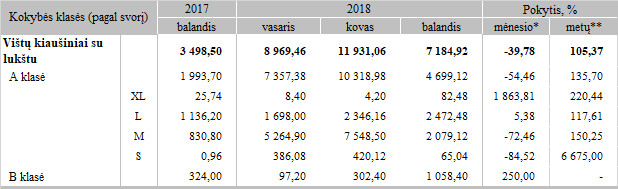 Kokybės klasės (pagal svorį) 2017 2018 Pokytis, %
balandis vasaris kovas balandis mėnesio* metų**
Vištų kiaušiniai su lukštu 3 498,50 8 969,46 11 931,06 7 184,92 -39,78 105,37
A klasė 1 993,70 7 357,38 10 318,98 4 699,12 -54,46 135,70
XL 25,74 8,40 4,20 82,48 1 863,81 220,44
L 1 136,20 1 698,00 2 346,16 2 472,48 5,38 117,61
M 830,80 5 264,90 7 548,50 2 079,12 -72,46 150,25
S 0,96 386,08 420,12 65,04 -84,52 6 675,00
B klasė 324,00 97,20 302,40 1 058,40 250,00 -